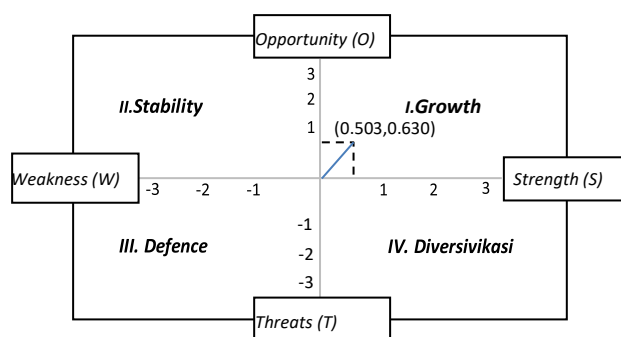 Opportunity (O)
3
2
1
II.Stability
I.Growth
(0.503,0.630)
Weakness (W)
-3
-2
-1
1
2
3
Strength (S)
-1
-2
-3
III. Defence
IV. Diversivikasi
Threats (T)